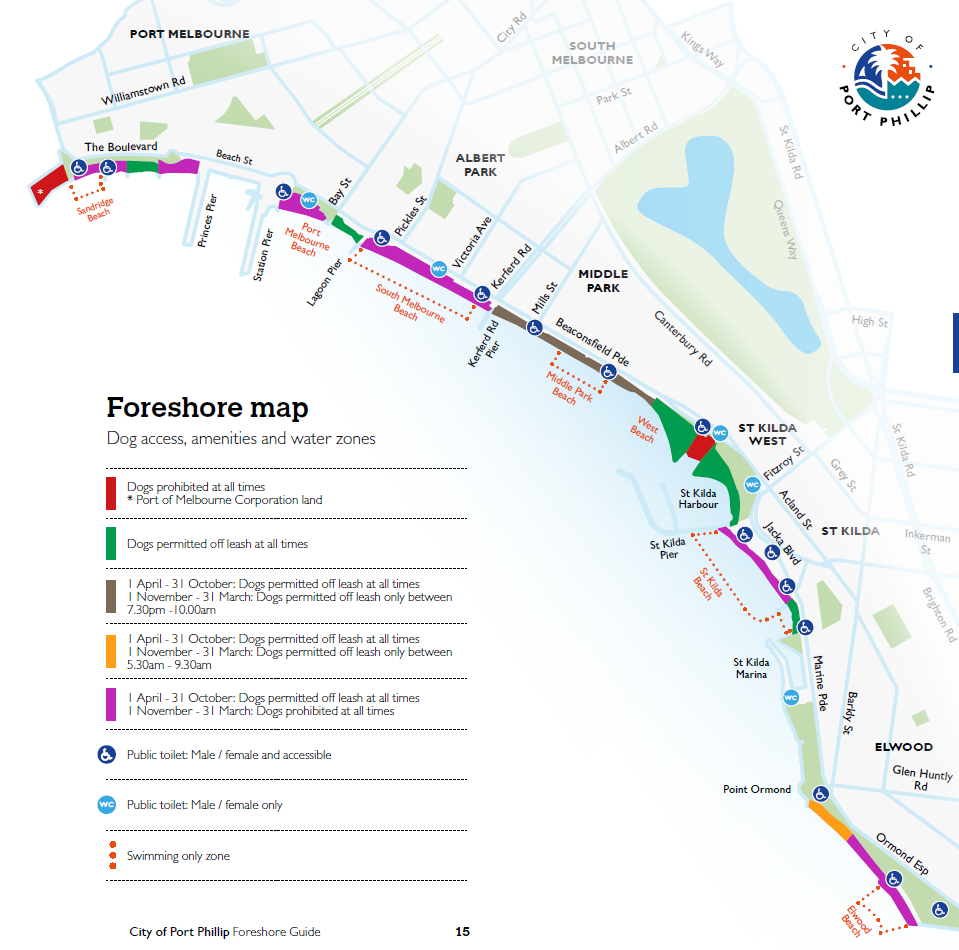 PORT MELBOURNE
City Rd
SOUTH
MELBOURNE
Kings Way
CITY OF
PORT PHILLIP
Williamstown Rd
Park St
Albert Rd
St Kilda Rd
The Boulevard
Beach St
ALBERT
PARK
*
Sandridge
Beach
Princes Pier
Station Pier
WC
Bay St
Port
Melbourne
Beach
Pickles St
Lagoon Pier
WC
Victoria Ave
Kerferd Rd
South Melbourne
Beach
Queens Way
MIDDLE
PARK
Mills St
Kerferd Rd
Pier
Beaconsfield Pde
Canterbury Rd
High St
Middle Park
Beach
West
Beach
WC
ST KILDA
WEST
St Kilda Rd
Fitzroy St
Grey St
WC
St Kilda
Harbour
Acland St
Jacka Blvd
ST KILDA
Inkerman
St
St Kilda
Pier
St Kilda
Beach
Brighton Rd
St Kilda
Marina
Marine Pde
WC
Barkly St
ELWOOD
Glen Huntly
Rd
Point Ormond
Ormond Esp
Elwood
Beach
Foreshore map
Dog access, amenities and water zones
Dogs prohibited at all times
* Port of Melbourne Corporation land
Dogs permitted off leash at all times
1 April - 31 October: Dogs permitted off leash at all times
1 November - 31 March: Dogs permitted off leash only between
7.30pm -10.00am
1 April - 31 October: Dogs permitted off leash at all times
1 November - 31 March: Dogs permitted off leash only between
5.30am - 9.30am
1 April - 31 October: Dogs permitted off leash at all times
1 November - 31 March: Dogs prohibited at all times
Public toilet: Male / female and accessible
WC
Public toilet: Male / female only
Swimming only zone
City of Port Phillip Foreshore Guide
15